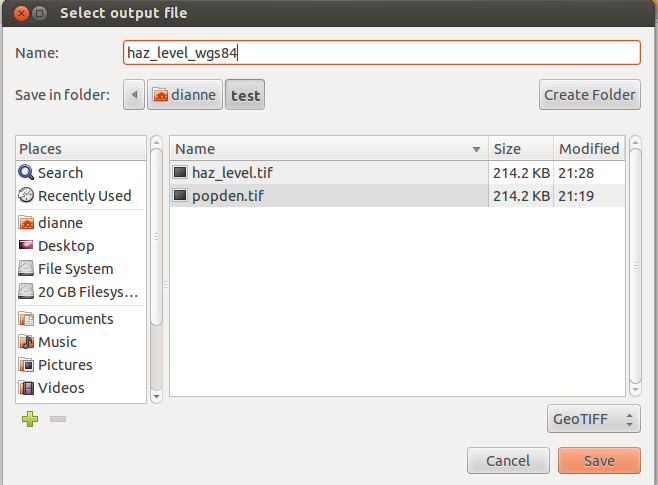 Select output file
Name: haz_level_wgs84
Save in folder: dianne test Create Folder
Places
Search
Recently Used
dianne
Desktop
File System
20 GB Filesys...
Documents
Music
Pictures
Videos
Name Size Modified
haz_level.tif 214.2 KB 21:28
popden.tif 214.2 KB 21:19
GeoTIFF
Cancel Save